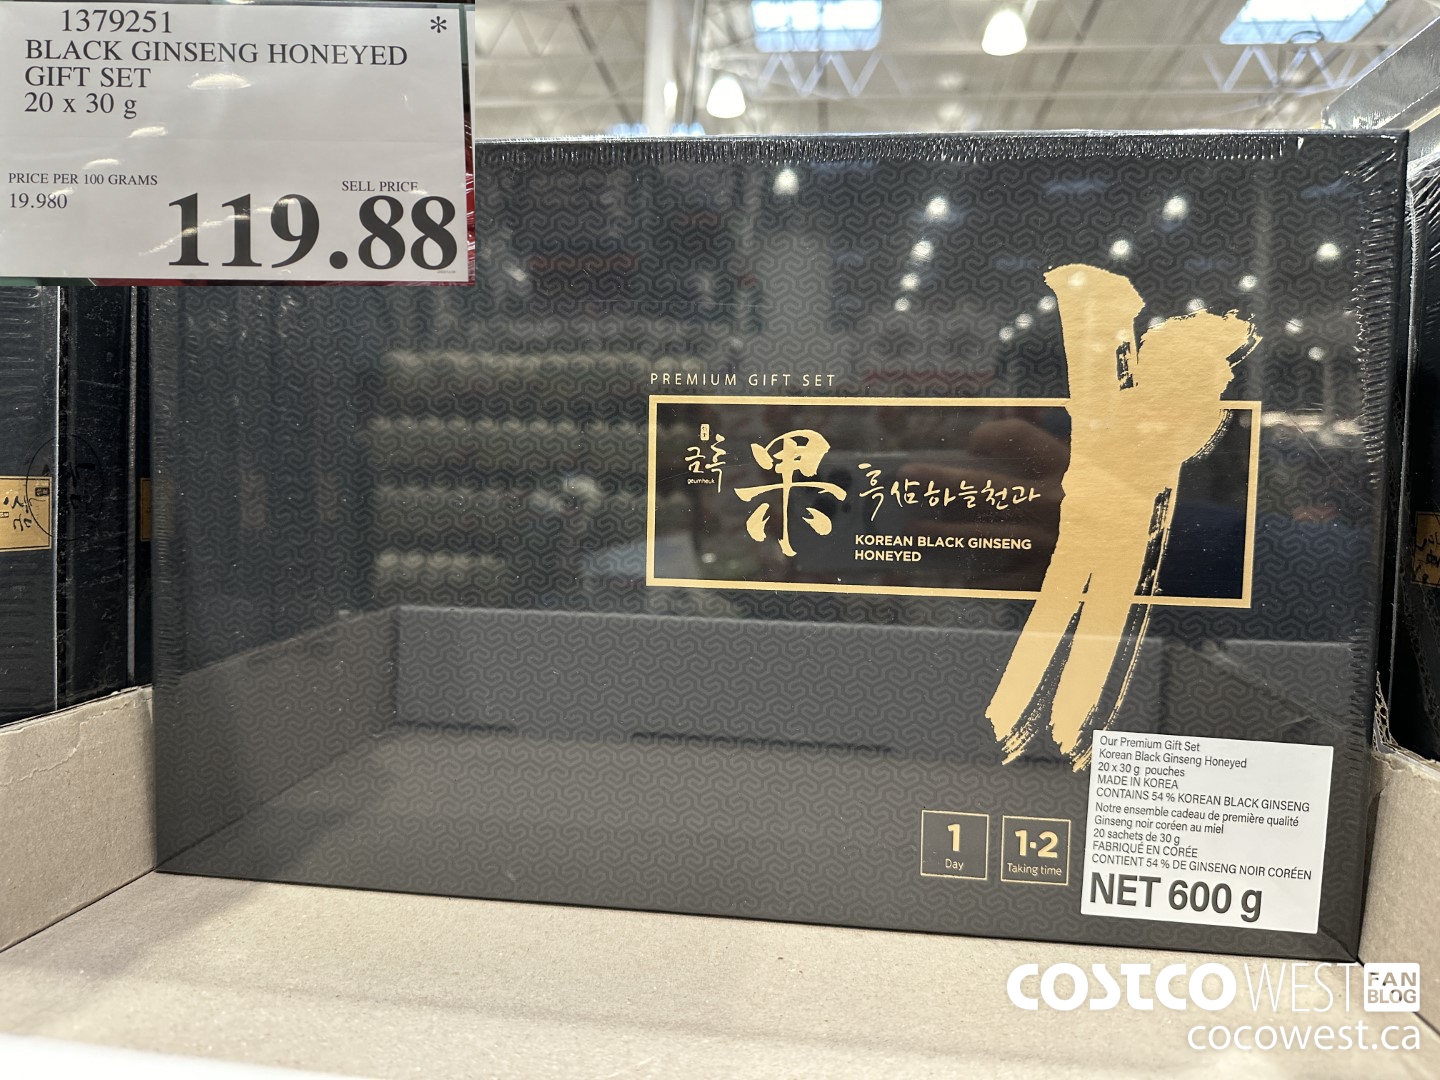 1379251 *
BLACK GINSENG HONEYED
GIFT SET
20 x 30 g
PRICE PER 100 GRAMS
19.980
SELL PRICE
119.88
PREMIUM GIFT SET
금흑
geumheuk
果
흑삼하늘천과
KOREAN BLACK GINSENG
HONEYED
1
Day
1·2
Taking time
Our Premium Gift Set
Korean Black Ginseng Honeyed
20 x 30 g pouches
MADE IN KOREA
CONTAINS 54 % KOREAN BLACK GINSENG
Notre ensemble cadeau de première qualité
Ginseng noir coréen au miel
20 sachets de 30 g
FABRIQUÉ EN CORÉE
CONTIENT 54 % DE GINSENG NOIR CORÉEN
NET 600 g
COSTCO WEST FAN BLOG
cocowest.ca